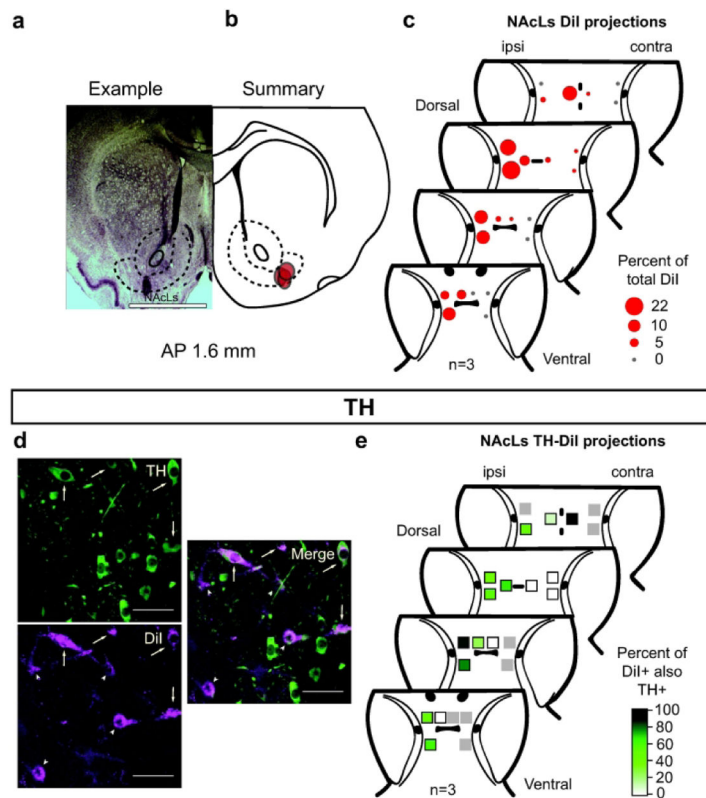 a
b
c
NAcLs DiI projections
ipsi
contra
Example
Summary
Dorsal
NAcLs
AP 1.6 mm
Percent of
total DiI
22
10
5
0
n=3
Ventral
TH
d
e
NAcLs TH-DiI projections
TH
ipsi
contra
Dorsal
Merge
DiI
Percent of
DiI+ also
TH+
100
80
60
40
20
0
n=3
Ventral